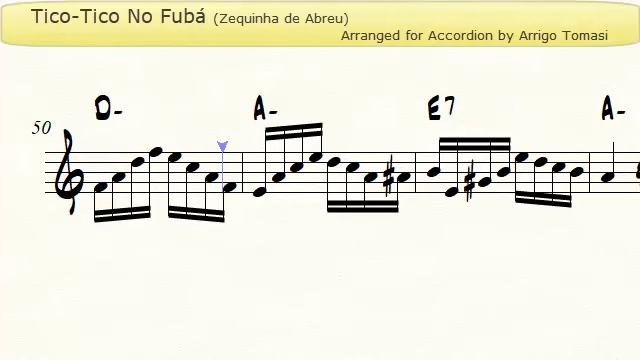 Tico-Tico No Fubá (Zequinha de Abreu)
Arranged for Accordion by Arrigo Tomasi
D- A- E7 A-
50